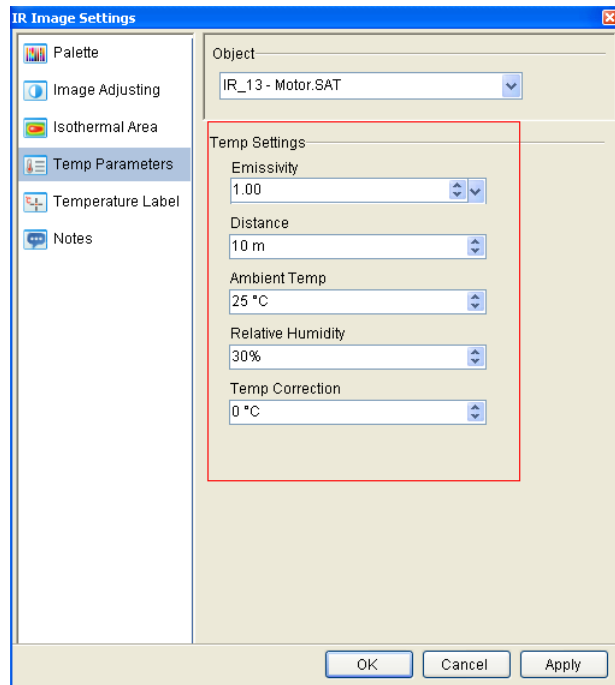 IR Image Settings
Palette
Image Adjusting
Isothermal Area
Temp Parameters
Temperature Label
Notes
Object
IR_13 - Motor.SAT
Temp Settings
Emissivity
1.00
Distance
10 m
Ambient Temp
25 °C
Relative Humidity
30%
Temp Correction
0 °C
OK
Cancel
Apply